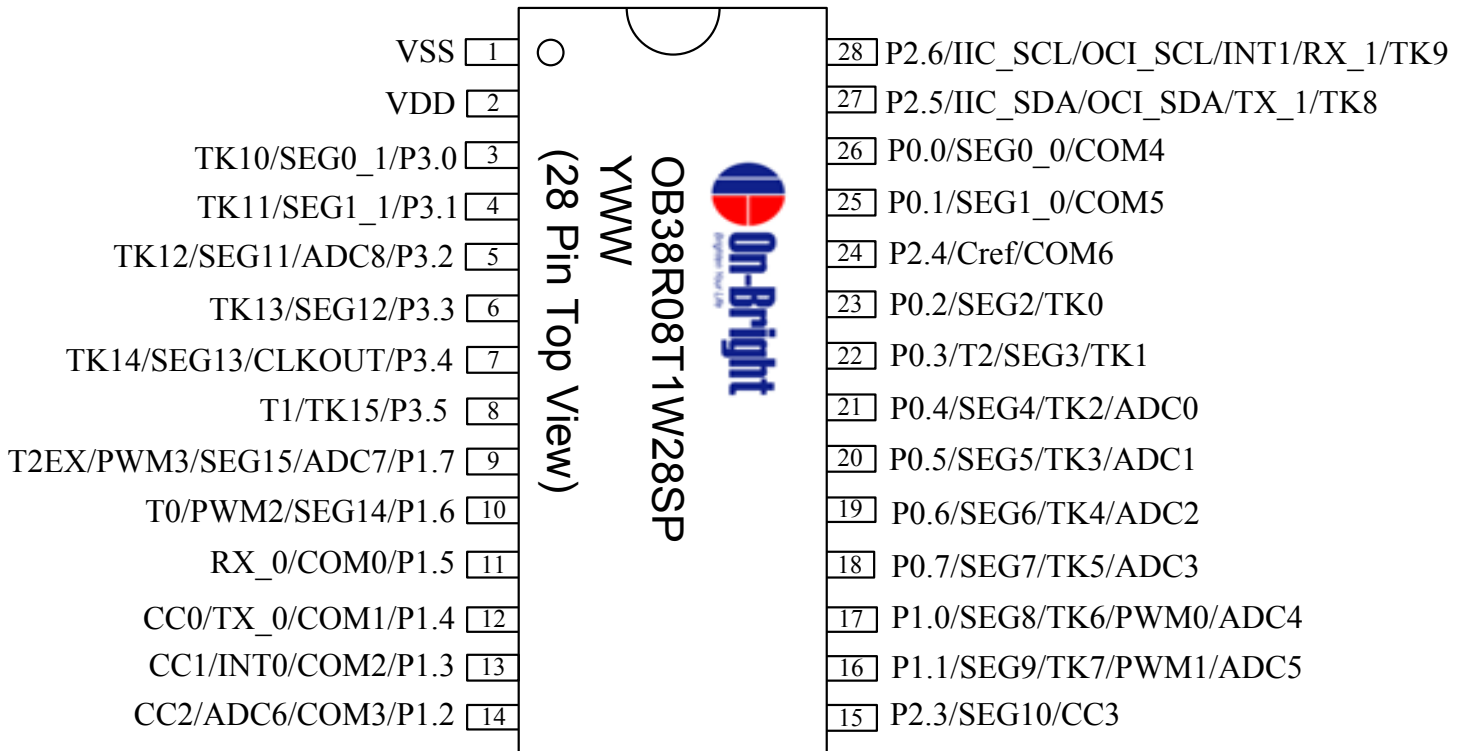 VSS 1
VDD 2
TK10/SEG0_1/P3.0 3
TK11/SEG1_1/P3.1 4
TK12/SEG11/ADC8/P3.2 5
TK13/SEG12/P3.3 6
TK14/SEG13/CLKOUT/P3.4 7
T1/TK15/P3.5 8
T2EX/PWM3/SEG15/ADC7/P1.7 9
T0/PWM2/SEG14/P1.6 10
RX_0/COM0/P1.5 11
CC0/TX_0/COM1/P1.4 12
CC1/INT0/COM2/P1.3 13
CC2/ADC6/COM3/P1.2 14
On-Bright
Brighten Your Life
OB38R08T1W28SP
YWW
(28 Pin Top View)
28 P2.6/IIC_SCL/OCI_SCL/INT1/RX_1/TK9
27 P2.5/IIC_SDA/OCI_SDA/TX_1/TK8
26 P0.0/SEG0_0/COM4
25 P0.1/SEG1_0/COM5
24 P2.4/Cref/COM6
23 P0.2/SEG2/TK0
22 P0.3/T2/SEG3/TK1
21 P0.4/SEG4/TK2/ADC0
20 P0.5/SEG5/TK3/ADC1
19 P0.6/SEG6/TK4/ADC2
18 P0.7/SEG7/TK5/ADC3
17 P1.0/SEG8/TK6/PWM0/ADC4
16 P1.1/SEG9/TK7/PWM1/ADC5
15 P2.3/SEG10/CC3